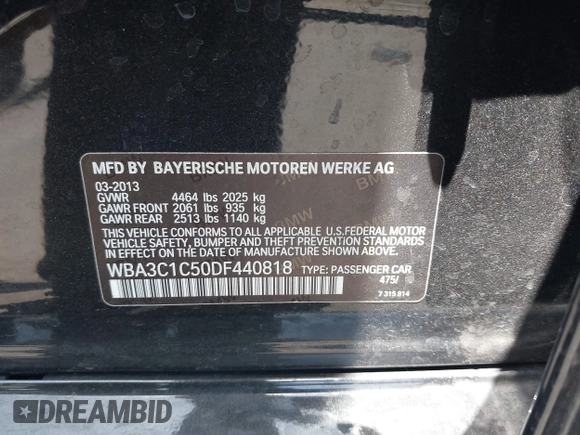 MFD BY BAYERISCHE MOTOREN WERKE AG
03-2013
GVWR 4464 lbs 2025 kg
GAWR FRONT 2061 lbs 935 kg
GAWR REAR 2513 lbs 1140 kg
THIS VEHICLE CONFORMS TO ALL APPLICABLE U.S.FEDERAL MOTOR
VEHICLE SAFETY, BUMPER AND THEFT PREVENTION STANDARDS
IN EFFECT ON THE DATE OF MANUFACTURE SHOWN ABOVE.
WBA3C1C50DF440818 TYPE: PASSENGER CAR
475/
7 315 814
DREAMBID